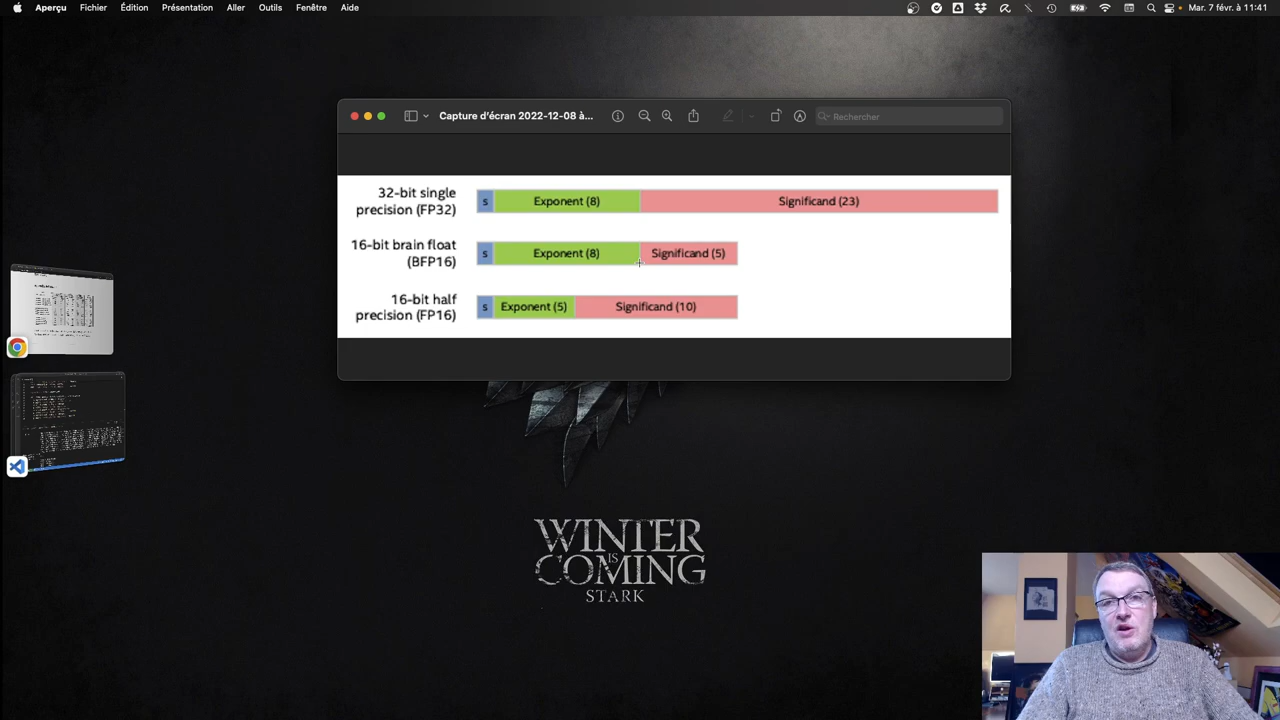 Aperçu Fichier Édition Présentation Aller Outils Fenêtre Aide Mar. 7 févr. à 11:41
Capture d'écran 2022-12-08 à... Rechercher
32-bit single
precision (FP32)
s Exponent (8) Significand (23)
16-bit brain float
(BFP16)
s Exponent (8) Significand (5)
16-bit half
precision (FP16)
s Exponent (5) Significand (10)
WINTER
IS
COMING
STARK